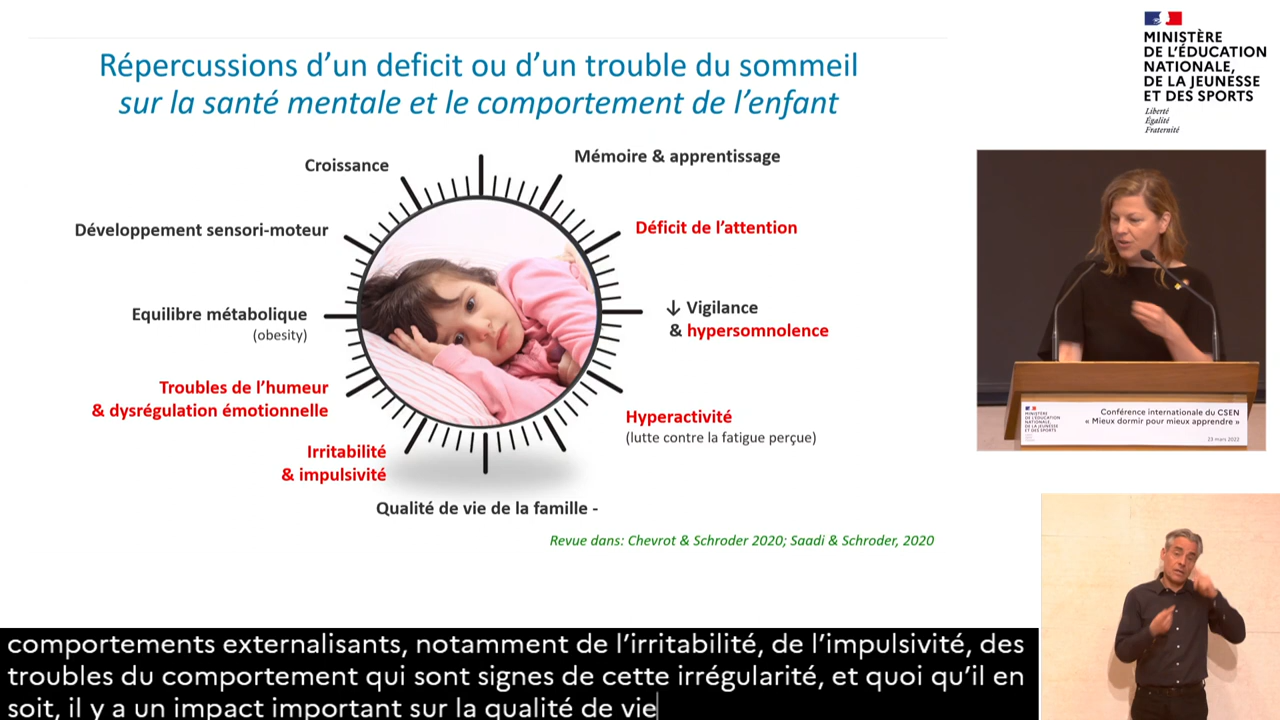 Répercussions d’un deficit ou d’un trouble du sommeil
sur la santé mentale et le comportement de l’enfant
Croissance
Mémoire & apprentissage
Développement sensori-moteur
Déficit de l’attention
Equilibre métabolique
(obesity)
↓ Vigilance
& hypersomnolence
Troubles de l’humeur
& dysrégulation émotionnelle
Hyperactivité
(lutte contre la fatigue perçue)
Irritabilité
& impulsivité
Qualité de vie de la famille -
Revue dans: Chevrot & Schroder 2020; Saadi & Schroder, 2020
MINISTÈRE
DE L’ÉDUCATION
NATIONALE,
DE LA JEUNESSE
ET DES SPORTS
Liberté
Égalité
Fraternité
MINISTÈRE
DE L’ÉDUCATION
NATIONALE,
DE LA JEUNESSE
ET DES SPORTS
Conférence internationale du CSEN
« Mieux dormir pour mieux apprendre »
23 mars 2022
comportements externalisants, notamment de l’irritabilité, de l’impulsivité, des
troubles du comportement qui sont signes de cette irrégularité, et quoi qu’il en
soit, il y a un impact important sur la qualité de vie